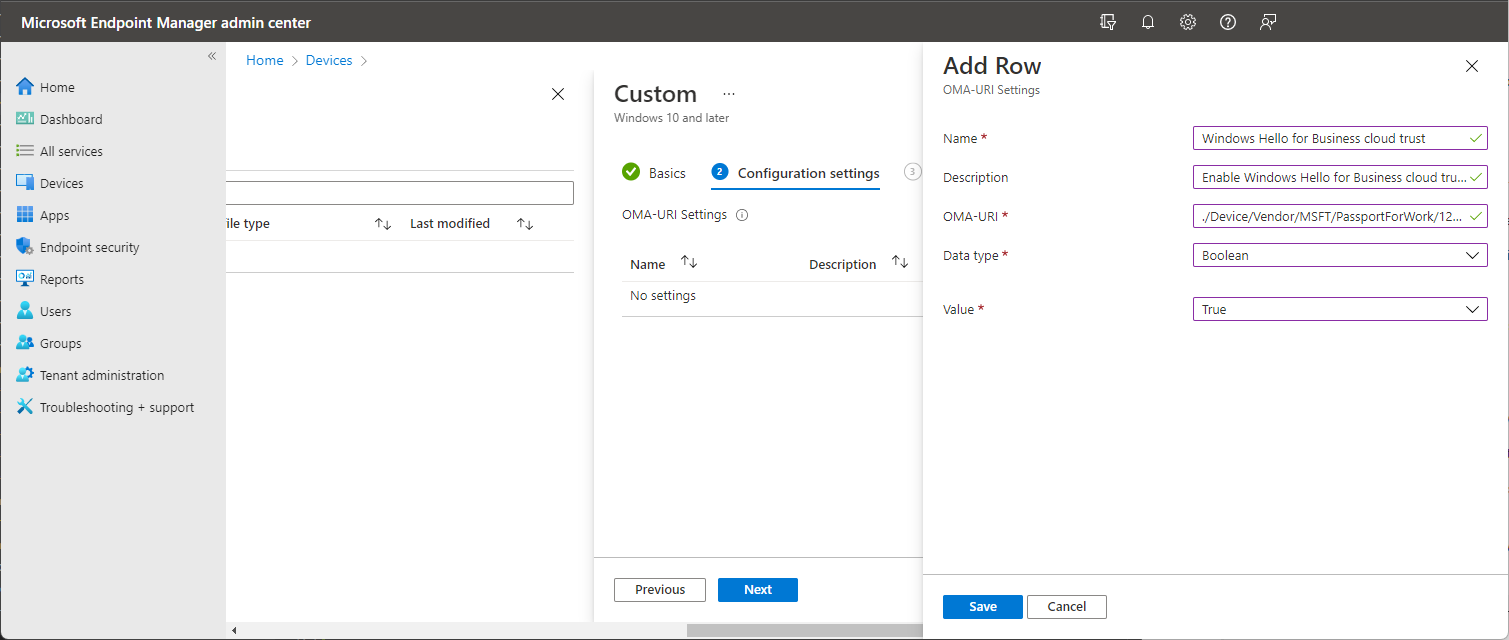 Microsoft Endpoint Manager admin center
«
Home
Dashboard
All services
Devices
Apps
Endpoint security
Reports
Users
Groups
Tenant administration
Troubleshooting + support
Home > Devices >
ile type Last modified
Custom ...
Windows 10 and later
Basics 2 Configuration settings 3
OMA-URI Settings
Name Description
No settings
Previous Next
Add Row
OMA-URI Settings
Name * Windows Hello for Business cloud trust
Description Enable Windows Hello for Business cloud tru...
OMA-URI * ./Device/Vendor/MSFT/PassportForWork/12...
Data type * Boolean
Value * True
Save Cancel